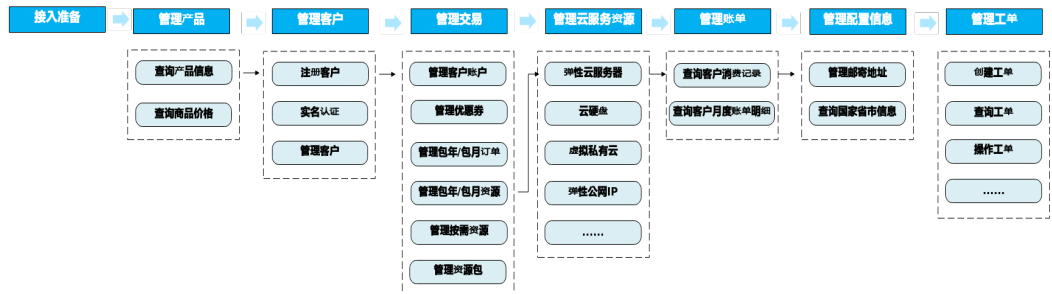 接入准备
管理产品
管理客户
管理交易
管理云服务资源
管理账单
管理配置信息
管理工单
查询产品信息
查询商品价格
注册客户
实名认证
管理客户
管理客户账户
管理优惠券
管理包年/包月订单
管理包年/包月资源
管理按需资源
管理资源包
弹性云服务器
云硬盘
虚拟私有云
弹性公网IP
……
查询客户消费记录
查询客户月度账单明细
管理邮寄地址
查询国家省市信息
创建工单
查询工单
操作工单
……